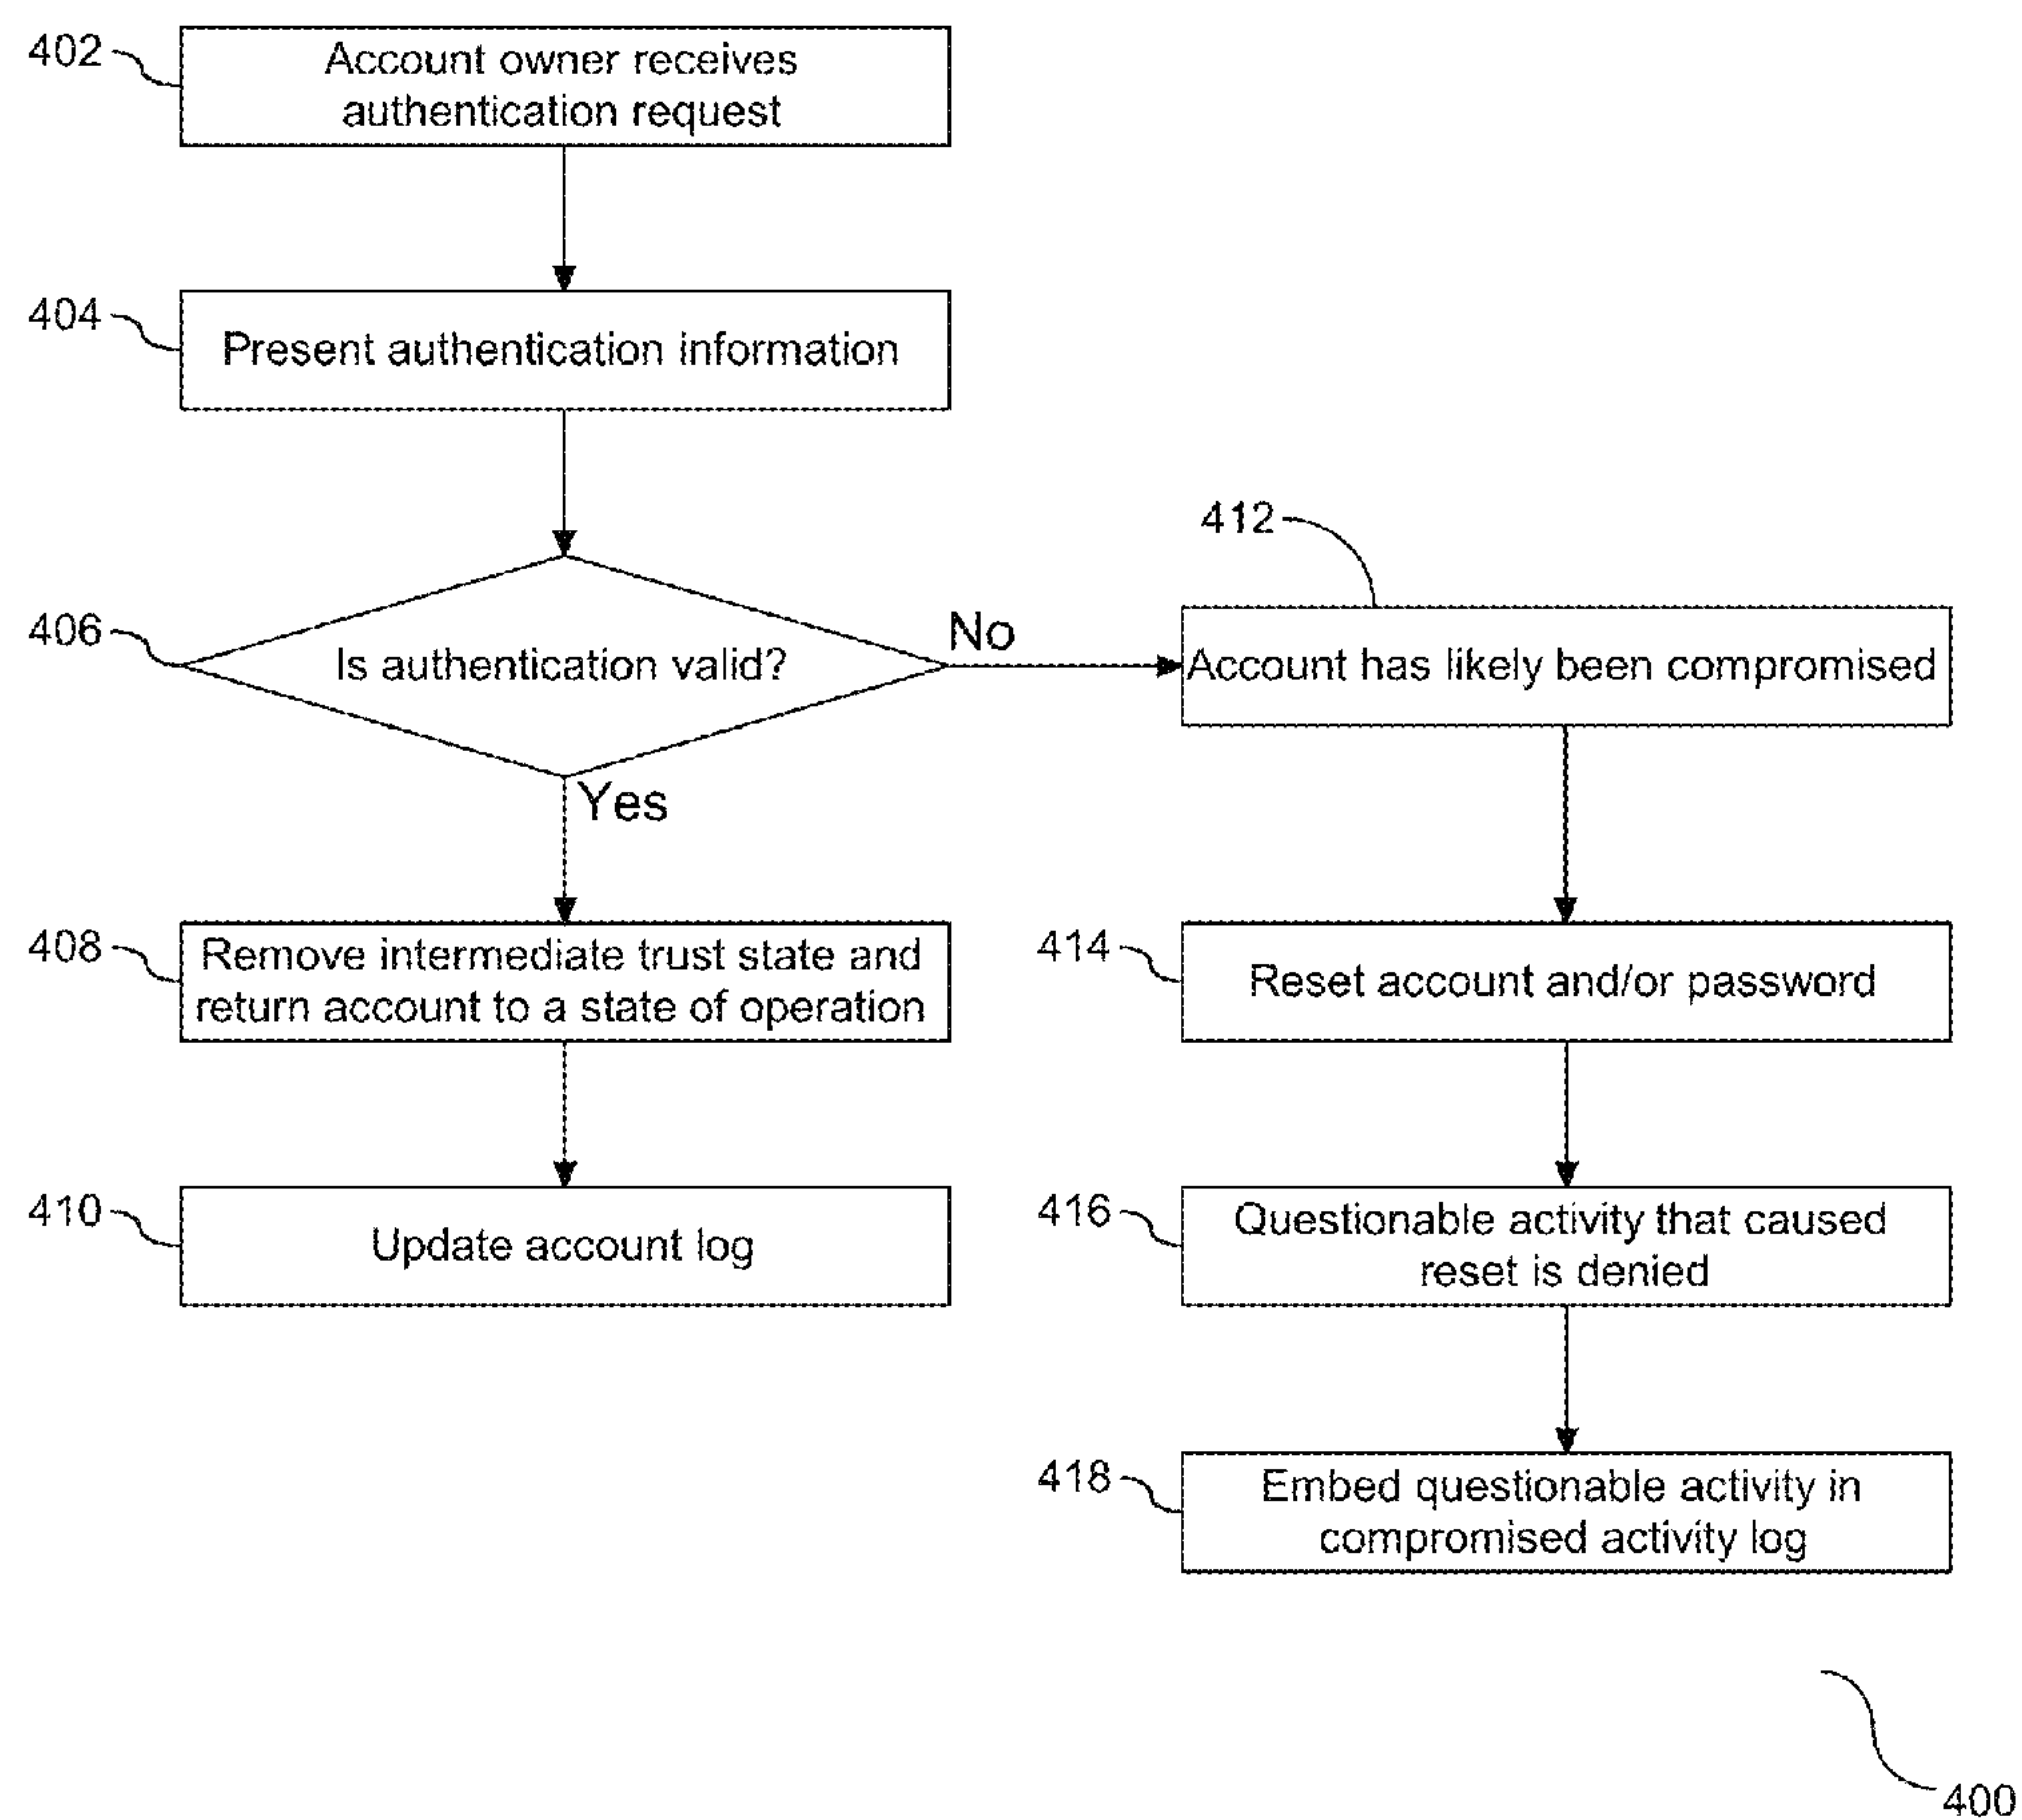 402
Account owner receives
authentication request
404
Present authentication information
412
406
Is authentication valid?
No
Account has likely been compromised
Yes
408
Remove intermediate trust state and
return account to a state of operation
414
Reset account and/or password
410
Update account log
416
Questionable activity that caused
reset is denied
418
Embed questionable activity in
compromised activity log
400